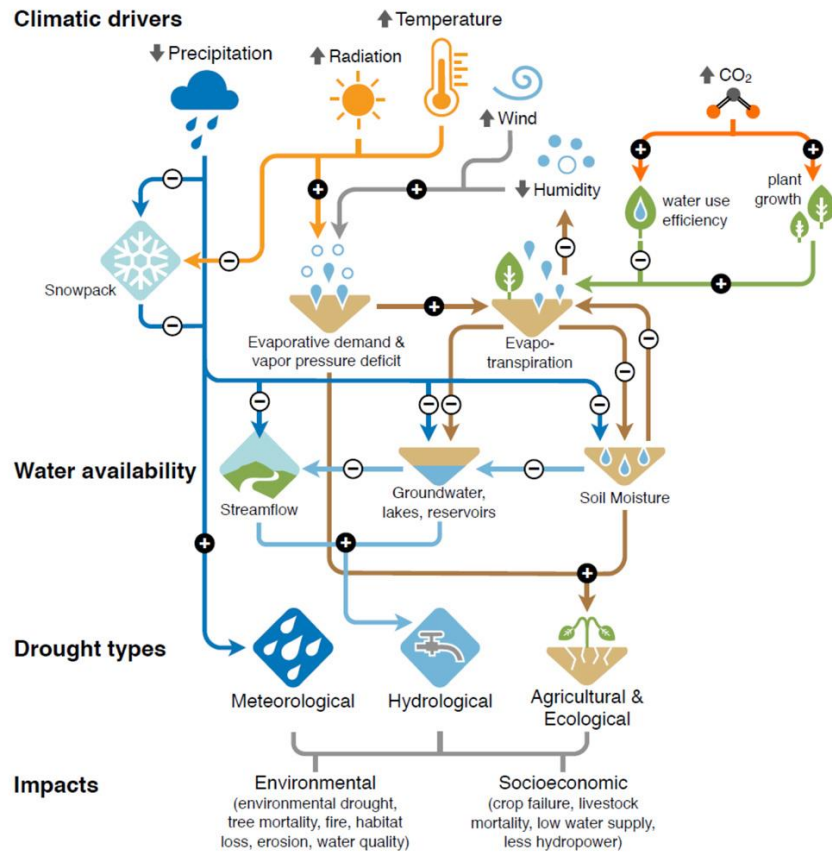 Climatic drivers
Temperature
Precipitation
Radiation
CO₂
Wind
Humidity
water use
efficiency
plant
growth
Snowpack
Evaporative demand &
vapor pressure deficit
Evapo-
transpiration
Water availability
Streamflow
Groundwater,
lakes, reservoirs
Soil Moisture
Drought types
Meteorological
Hydrological
Agricultural &
Ecological
Impacts
Environmental
(environmental drought,
tree mortality, fire, habitat
loss, erosion, water quality)
Socioeconomic
(crop failure, livestock
mortality, low water supply,
less hydropower)